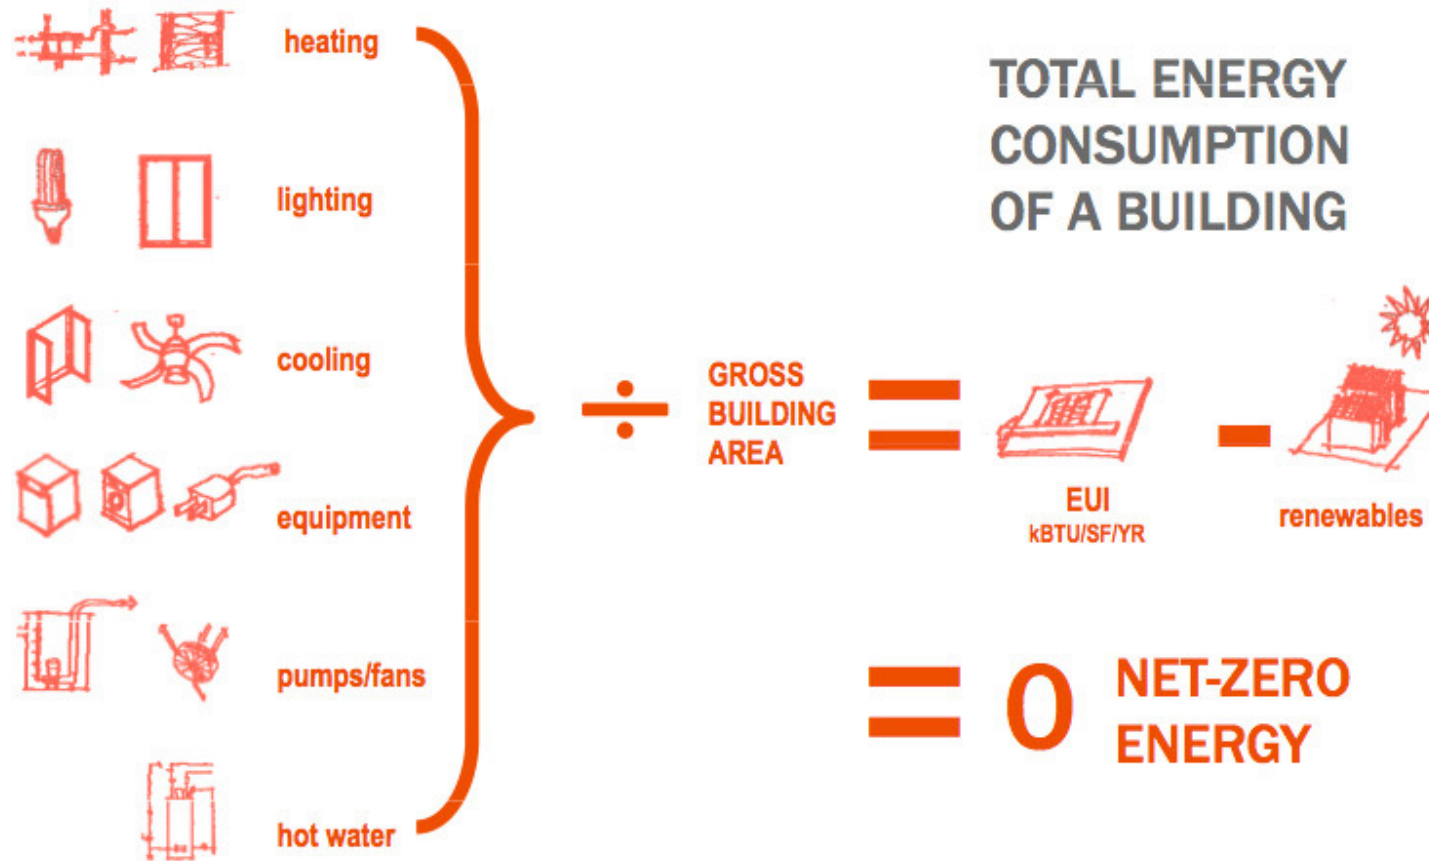 heating
lighting
cooling
equipment
pumps/fans
hot water
÷
GROSS
BUILDING
AREA
=
TOTAL ENERGY
CONSUMPTION
OF A BUILDING
EUI
kBTU/SF/YR
-
renewables
= 0 NET-ZERO
ENERGY